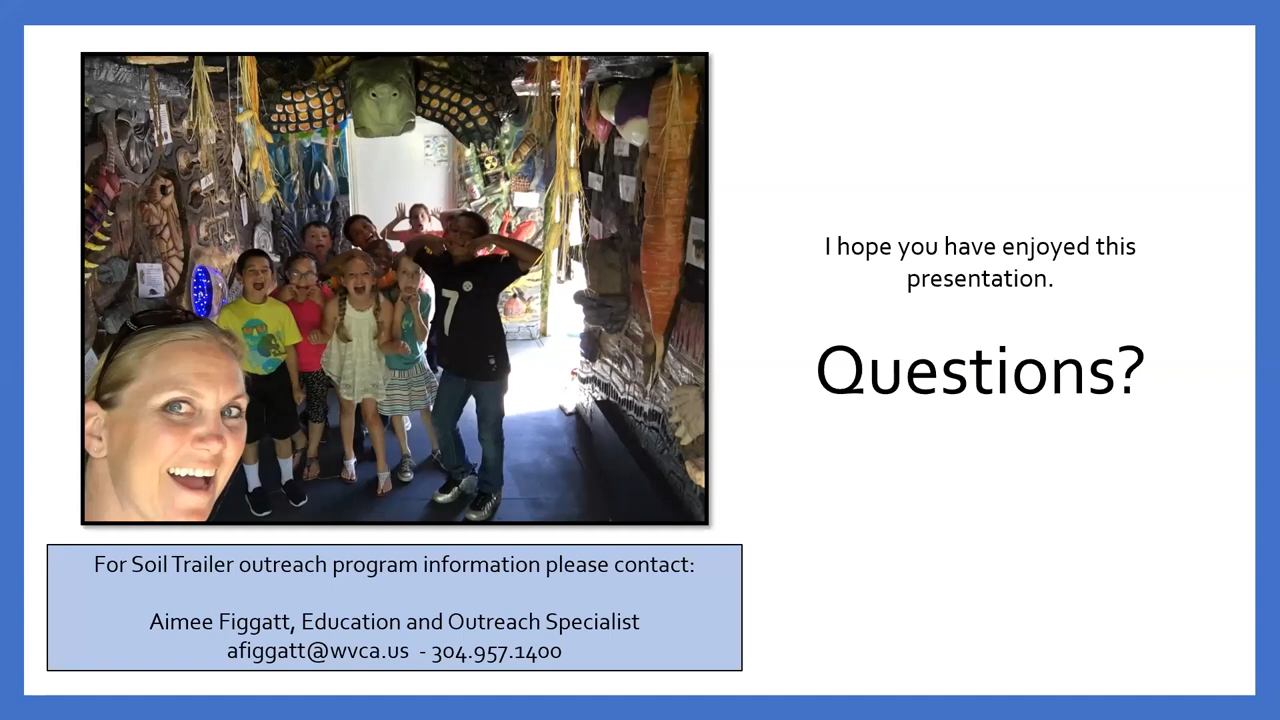 7
For Soil Trailer outreach program information please contact:
Aimee Figgatt, Education and Outreach Specialist
afiggatt@wvca.us - 304.957.1400
I hope you have enjoyed this
presentation.
Questions?